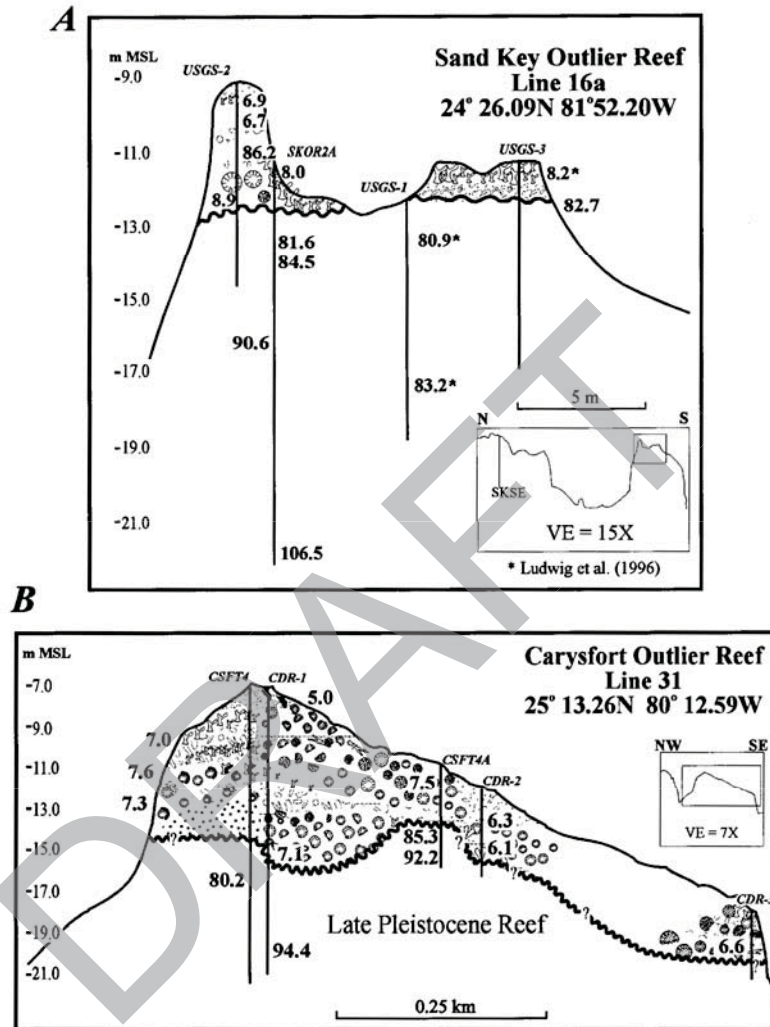 A
Sand Key Outlier Reef
Line 16a
24° 26.09N 81°52.20W
m MSL
-9.0
-11.0
-13.0
-15.0
-17.0
-19.0
-21.0
USGS-2
6.9
6.7
86.2
8.9
SKOR2A
8.0
81.6
84.5
90.6
106.5
USGS-1
80.9*
83.2*
USGS-3
8.2*
82.7
5 m
N S
SKSE
VE = 15X
* Ludwig et al. (1996)
B
Carysfort Outlier Reef
Line 31
25° 13.26N 80° 12.59W
m MSL
-7.0
-9.0
-11.0
-13.0
-15.0
-17.0
-19.0
-21.0
CSFT4 CDR-1
5.0
7.0
7.6
7.3
7.1
80.2
94.4
CSFT4A
7.5
85.3
92.2
CDR-2
6.3
6.1
?
?
?
?
?
6.6
NW SE
VE = 7X
Late Pleistocene Reef
0.25 km
DRAFT